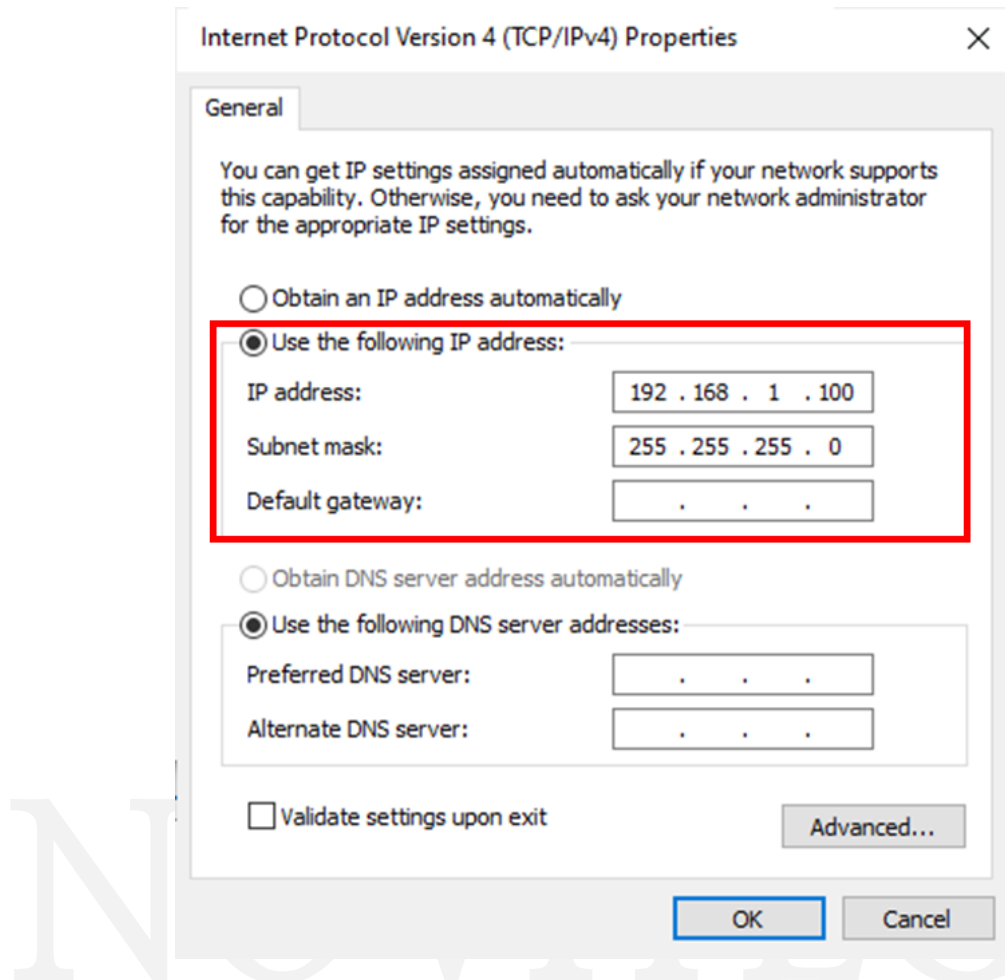 Internet Protocol Version 4 (TCP/IPv4) Properties
General
You can get IP settings assigned automatically if your network supports
this capability. Otherwise, you need to ask your network administrator
for the appropriate IP settings.
Obtain an IP address automatically
Use the following IP address:
IP address: 192 . 168 . 1 . 100
Subnet mask: 255 . 255 . 255 . 0
Default gateway: . . .
Obtain DNS server address automatically
Use the following DNS server addresses:
Preferred DNS server: . . .
Alternate DNS server: . . .
Validate settings upon exit
Advanced...
OK Cancel